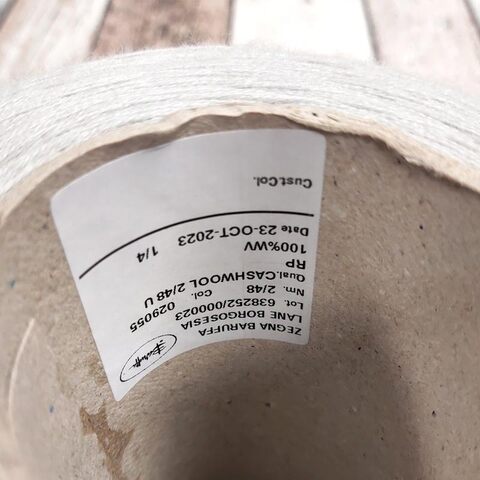 ZEGNA BARUFFA
LANE BORGOSESIA
Lot. 638252/0000023
Nm. 2/48 Col. 029055
Qual.CASHWOOL 2/48 U
RP
100%WV 1/4
Date 23-OCT-2023
Cust.Col.